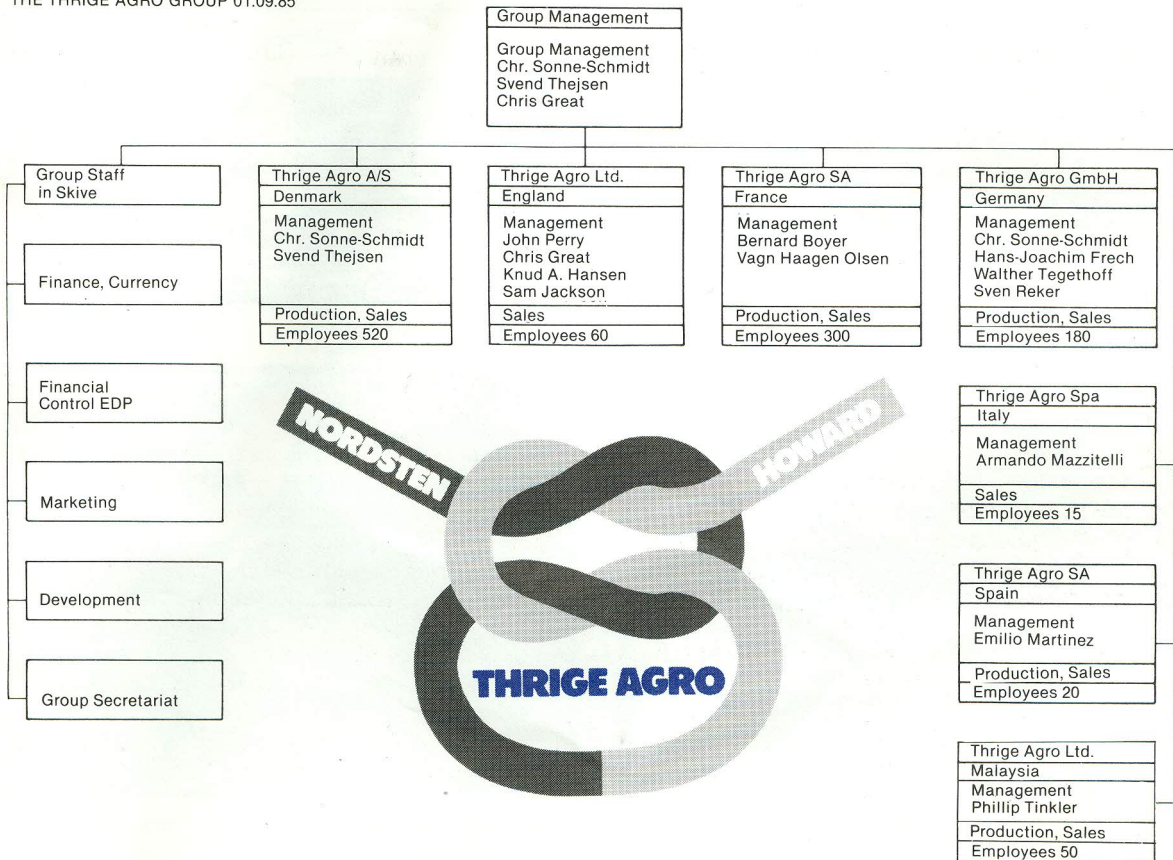 THE THRIGE AGRO GROUP 01.09.85
Group Management
Group Management
Chr. Sonne-Schmidt
Svend Thejsen
Chris Great
Group Staff
in Skive
Finance, Currency
Financial
Control EDP
Marketing
Development
Group Secretariat
Thrige Agro A/S
Denmark
Management
Chr. Sonne-Schmidt
Svend Thejsen
Production, Sales
Employees 520
Thrige Agro Ltd.
England
Management
John Perry
Chris Great
Knud A. Hansen
Sam Jackson
Sales
Employees 60
Thrige Agro SA
France
Management
Bernard Boyer
Vagn Haagen Olsen
Production, Sales
Employees 300
Thrige Agro GmbH
Germany
Management
Chr. Sonne-Schmidt
Hans-Joachim Frech
Walther Tegethoff
Sven Reker
Production, Sales
Employees 180
Thrige Agro Spa
Italy
Management
Armando Mazzitelli
Sales
Employees 15
Thrige Agro SA
Spain
Management
Emilio Martinez
Production, Sales
Employees 20
Thrige Agro Ltd.
Malaysia
Management
Phillip Tinkler
Production, Sales
Employees 50
NORDSTEN
HOWARD
THRIGE AGRO